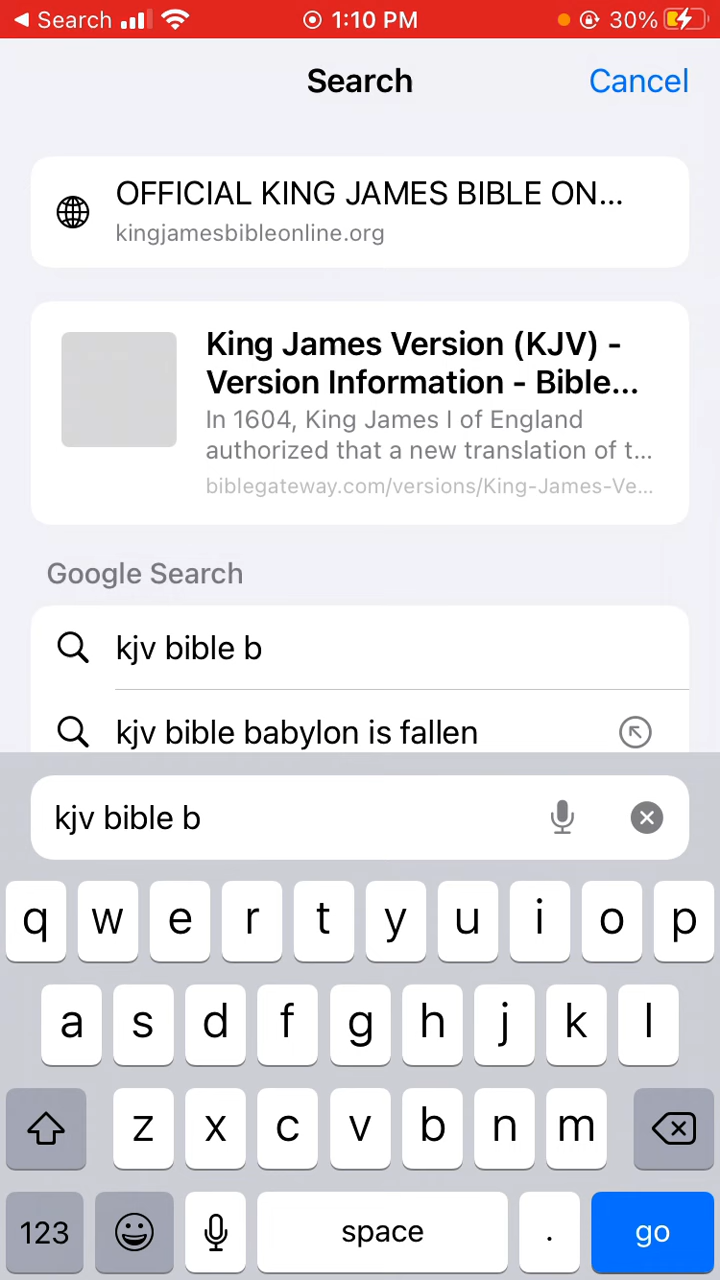 Search 1:10 PM 30%
Search Cancel
OFFICIAL KING JAMES BIBLE ON...
kingjamesbibleonline.org
King James Version (KJV) -
Version Information - Bible...
In 1604, King James I of England
authorized that a new translation of t...
biblegateway.com/versions/King-James-Ve...
Google Search
kjv bible b
kjv bible babylon is fallen
kjv bible b
q w e r t y u i o p
a s d f g h j k l
z x c v b n m
123 space . go